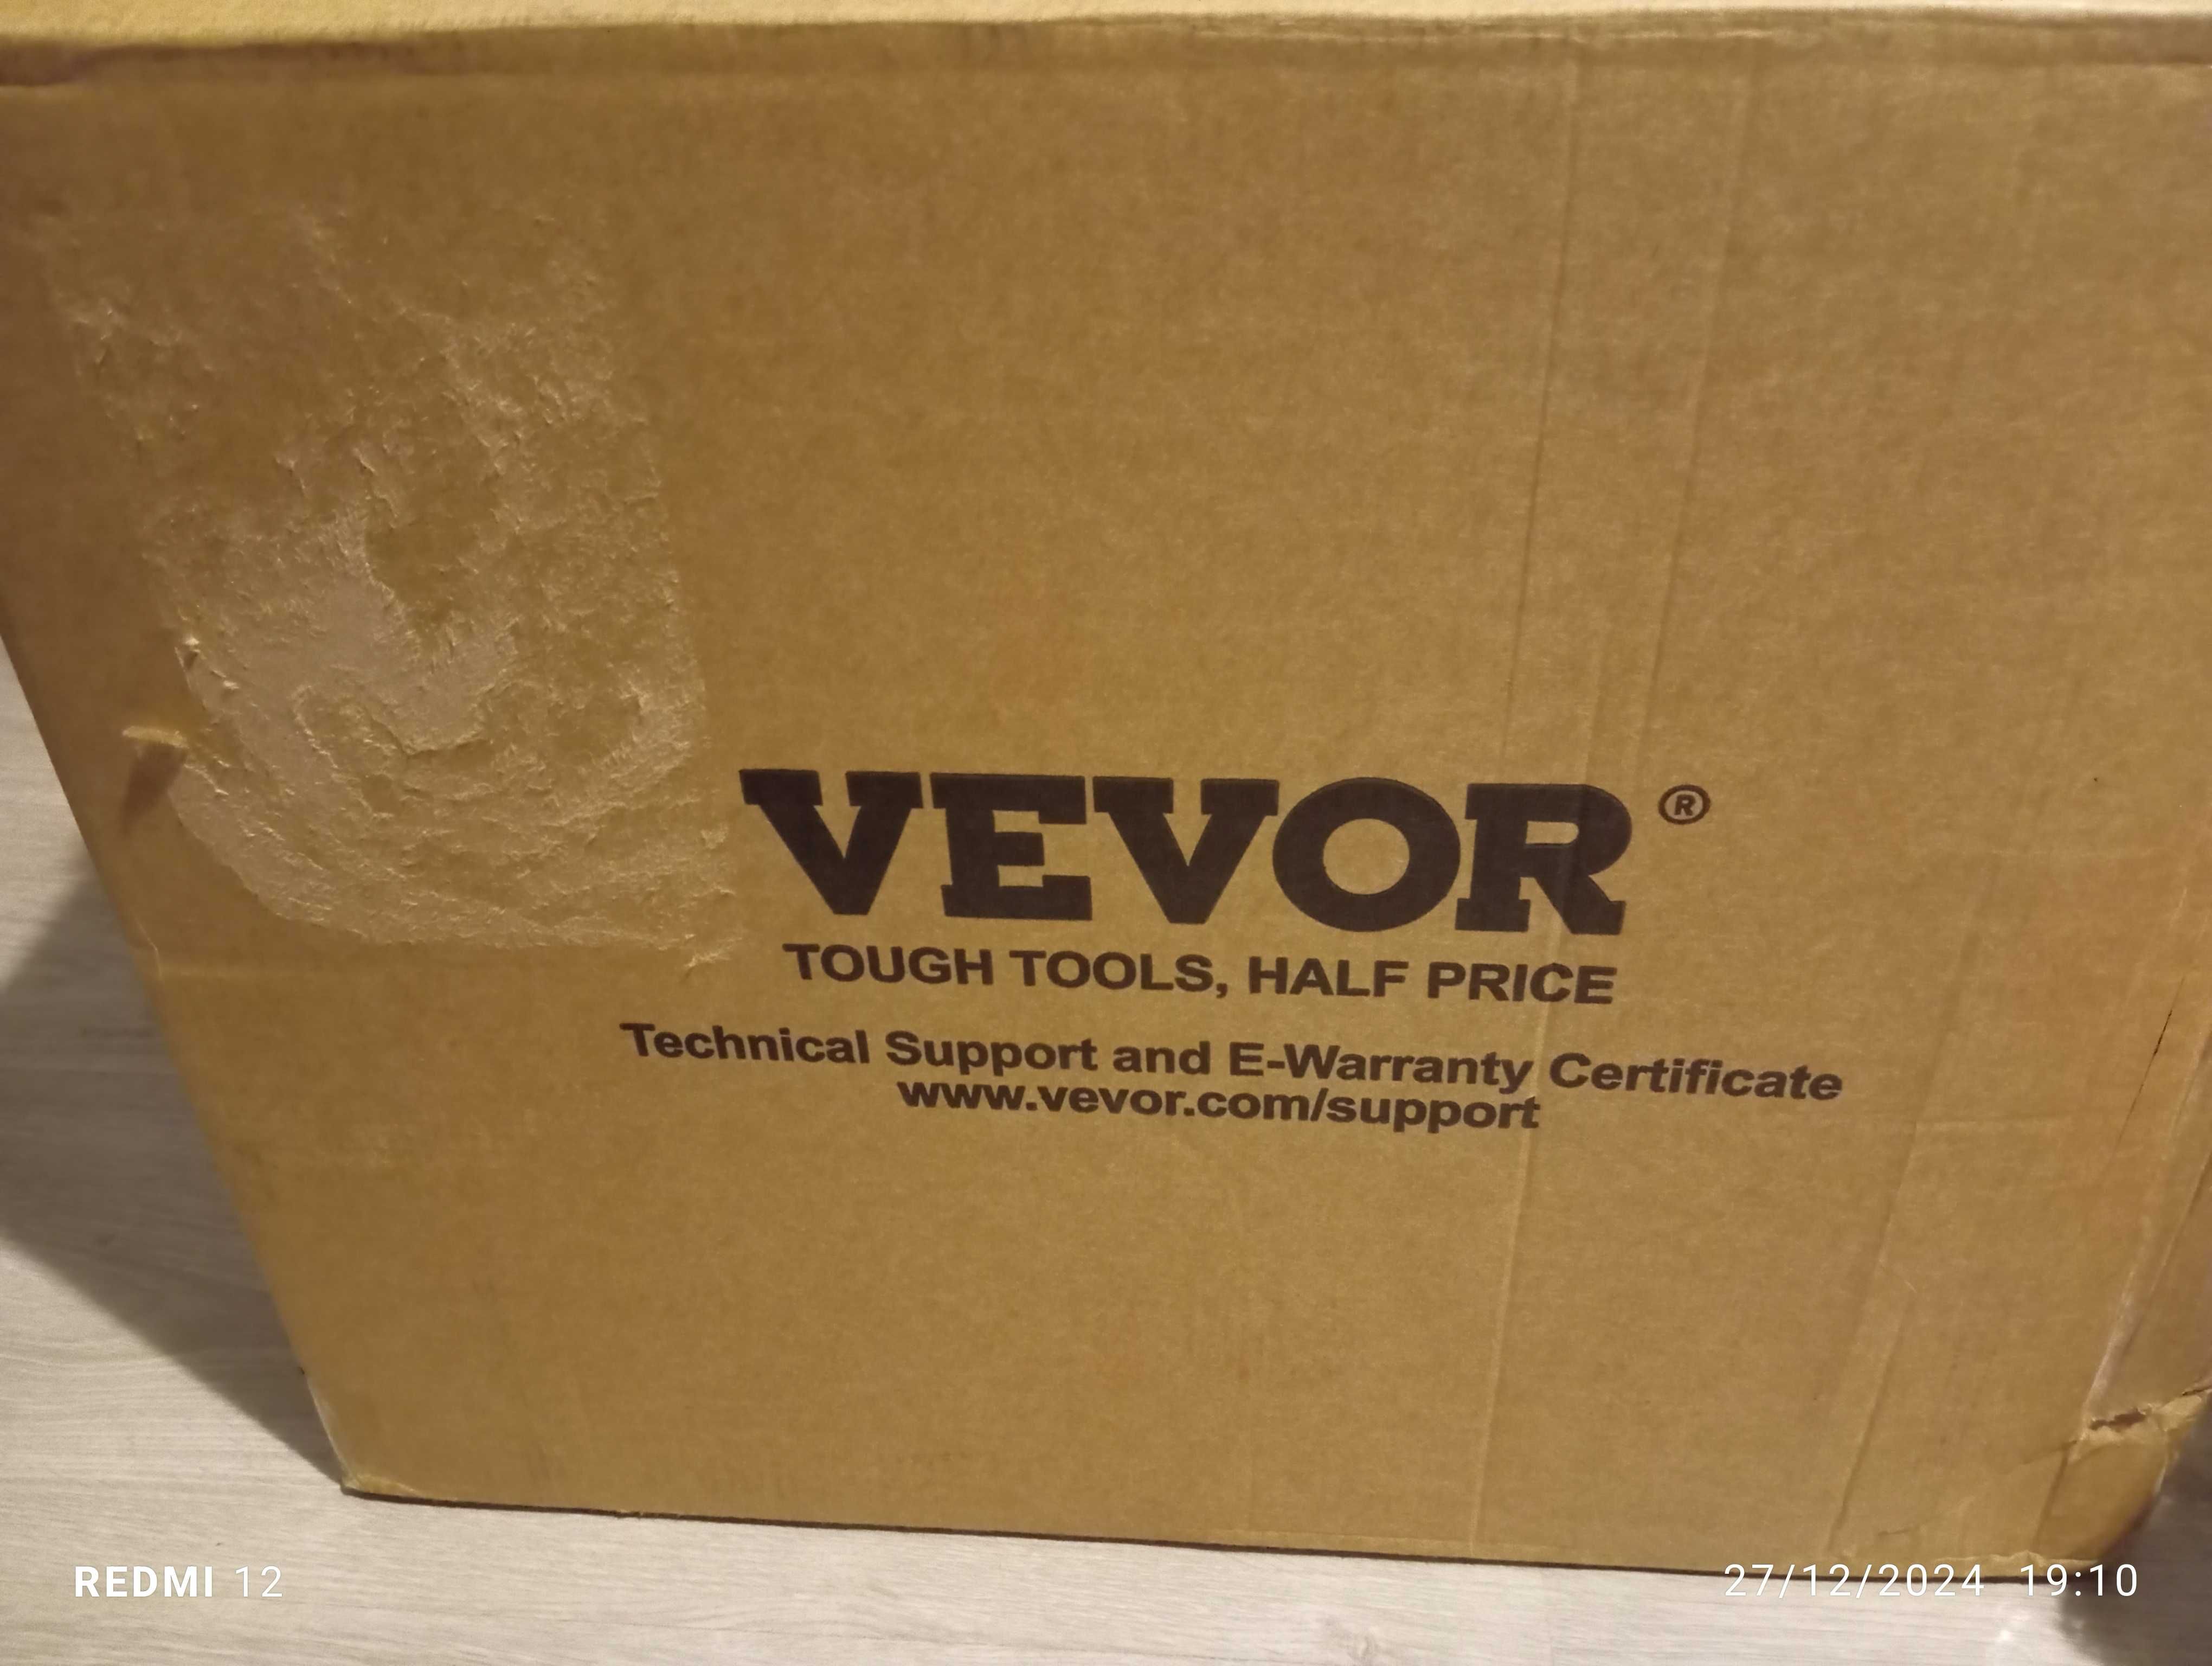 VEVOR®
TOUGH TOOLS, HALF PRICE
Technical Support and E-Warranty Certificate
www.vevor.com/support
REDMI 12
27/12/2024 19:10